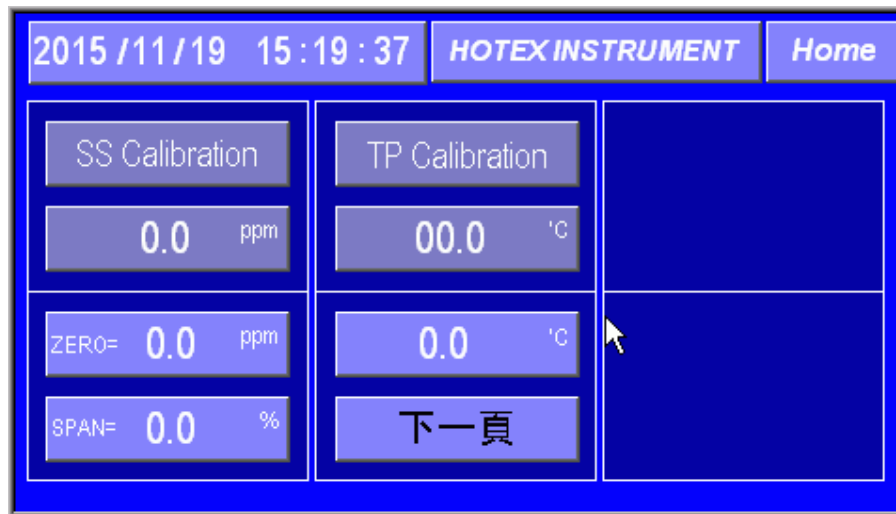 2015 /11 / 19 15 : 19 : 37 HOTEX INSTRUMENT Home
SS Calibration TP Calibration
0.0 ppm 00.0 'C
ZERO= 0.0 ppm 0.0 'C
SPAN= 0.0 % 下一頁